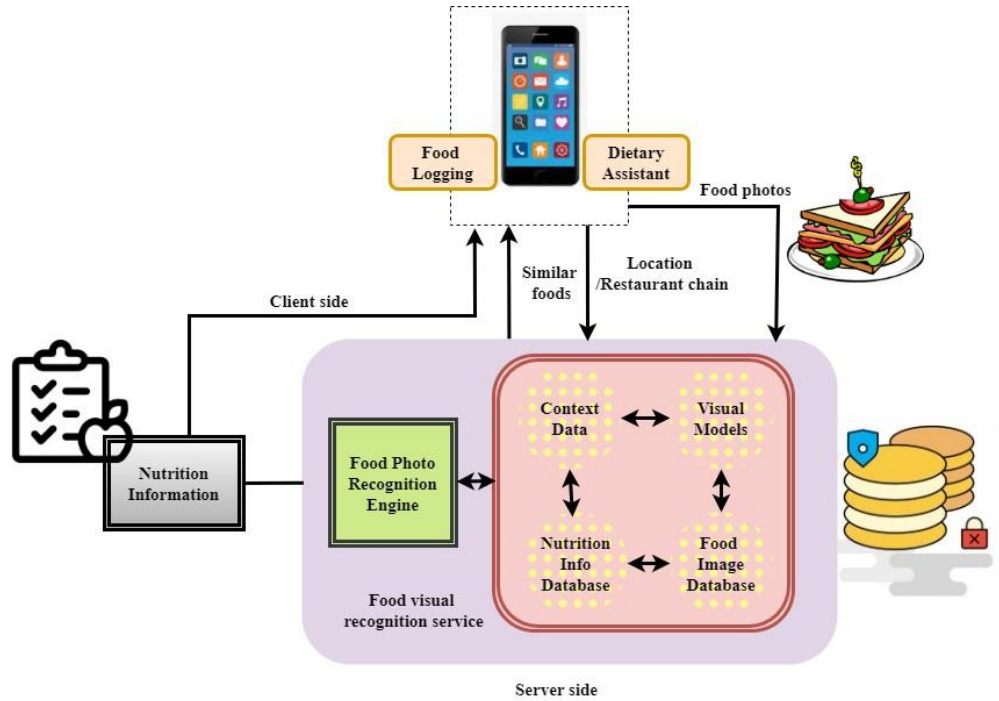 Food
Logging
Dietary
Assistant
Food photos
Similar
foods
Location
/Restaurant chain
Client side
Nutrition
Information
Food Photo
Recognition
Engine
Context
Data
Visual
Models
Nutrition
Info
Database
Food
Image
Database
Food visual
recognition service
Server side